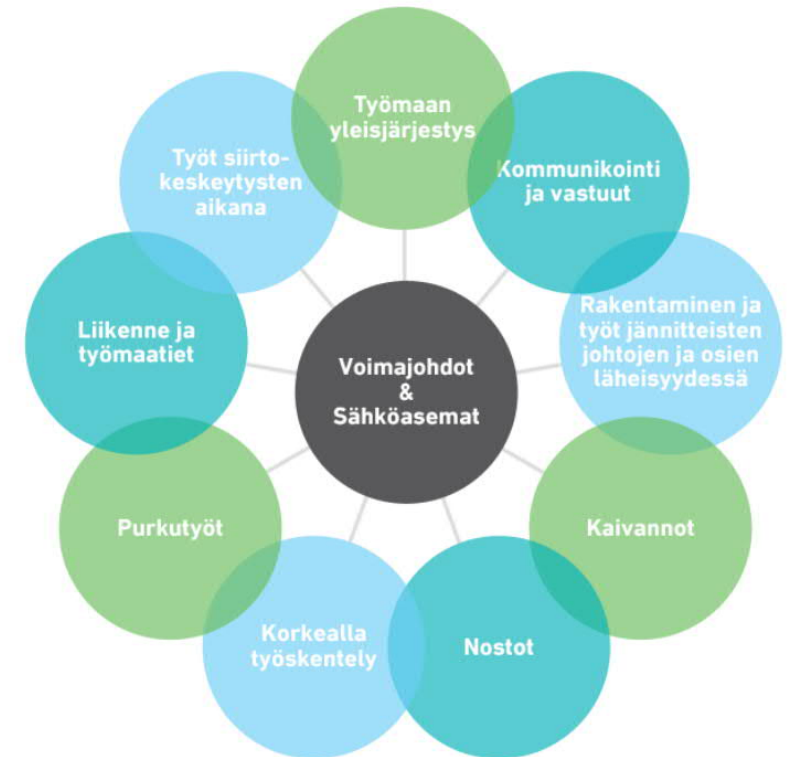 Työmaan
yleisjärjestys
Kommunikointi
ja vastuut
Rakentaminen ja
työt jännitteisten
johtojen ja osien
läheisyydessä
Kaivannot
Nostot
Korkealla
työskentely
Purkutyöt
Liikenne ja
työmaatiet
Työt siirto-
keskeytysten
aikana
Voimajohdot
&
Sähköasemat